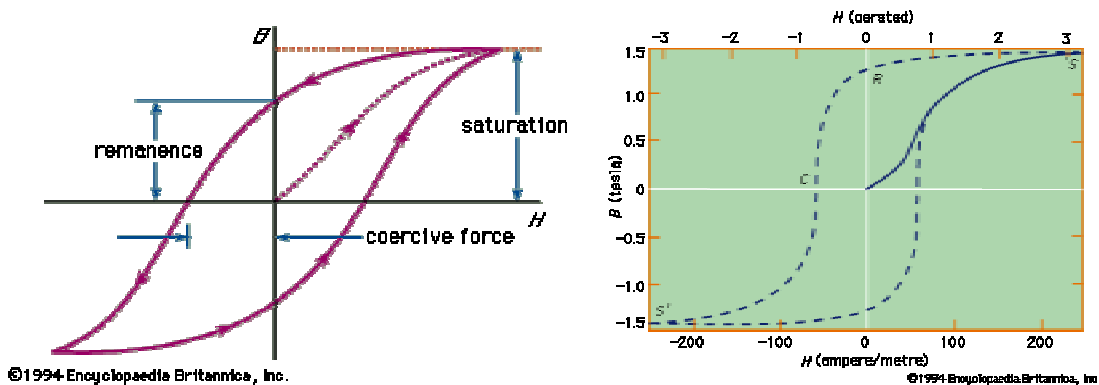 B
remanence
saturation
H
coercive force
©1994 Encyclopaedia Britannica, Inc.
H (oersted)
-3 -2 -1 0 1 2 3
1.5
1.0
0.5
0
-0.5
-1.0
-1.5
B (tesla)
S
R
C
S'
-200 -100 0 100 200
H (ampere/metre)
©1994 Encyclopaedia Britannica, Inc